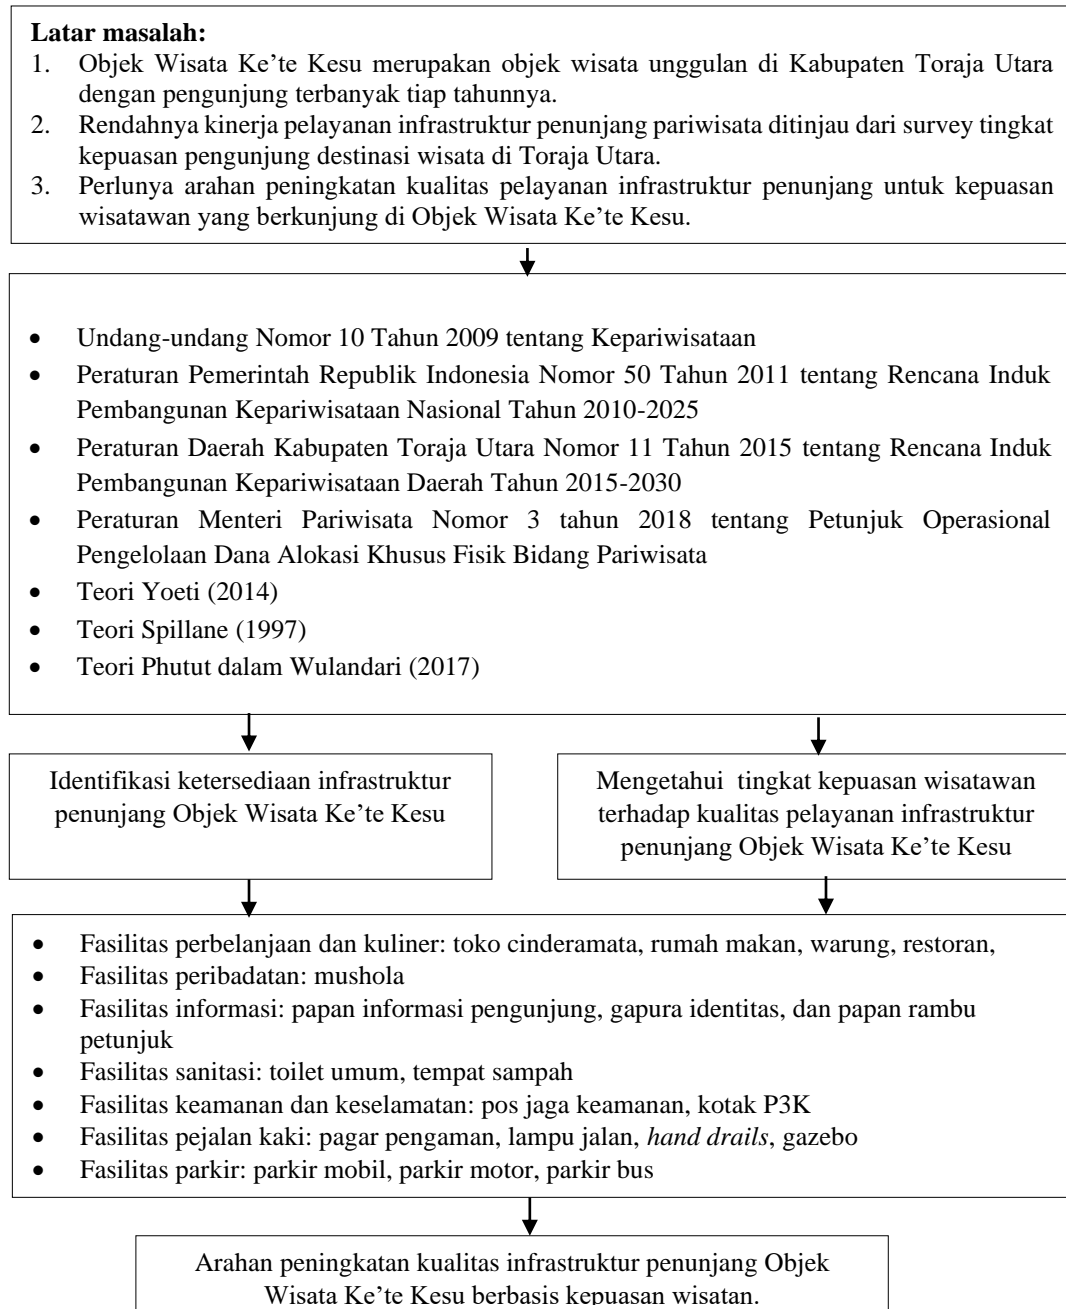 Latar masalah:
1. Objek Wisata Ke’te Kesu merupakan objek wisata unggulan di Kabupaten Toraja Utara
dengan pengunjung terbanyak tiap tahunnya.
2. Rendahnya kinerja pelayanan infrastruktur penunjang pariwisata ditinjau dari survey tingkat
kepuasan pengunjung destinasi wisata di Toraja Utara.
3. Perlunya arahan peningkatan kualitas pelayanan infrastruktur penunjang untuk kepuasan
wisatawan yang berkunjung di Objek Wisata Ke’te Kesu.
• Undang-undang Nomor 10 Tahun 2009 tentang Kepariwisataan
• Peraturan Pemerintah Republik Indonesia Nomor 50 Tahun 2011 tentang Rencana Induk
Pembangunan Kepariwisataan Nasional Tahun 2010-2025
• Peraturan Daerah Kabupaten Toraja Utara Nomor 11 Tahun 2015 tentang Rencana Induk
Pembangunan Kepariwisataan Daerah Tahun 2015-2030
• Peraturan Menteri Pariwisata Nomor 3 tahun 2018 tentang Petunjuk Operasional
Pengelolaan Dana Alokasi Khusus Fisik Bidang Pariwisata
• Teori Yoeti (2014)
• Teori Spillane (1997)
• Teori Phutut dalam Wulandari (2017)
Identifikasi ketersediaan infrastruktur
penunjang Objek Wisata Ke’te Kesu
Mengetahui tingkat kepuasan wisatawan
terhadap kualitas pelayanan infrastruktur
penunjang Objek Wisata Ke’te Kesu
• Fasilitas perbelanjaan dan kuliner: toko cinderamata, rumah makan, warung, restoran,
• Fasilitas peribadatan: mushola
• Fasilitas informasi: papan informasi pengunjung, gapura identitas, dan papan rambu
petunjuk
• Fasilitas sanitasi: toilet umum, tempat sampah
• Fasilitas keamanan dan keselamatan: pos jaga keamanan, kotak P3K
• Fasilitas pejalan kaki: pagar pengaman, lampu jalan, hand drails, gazebo
• Fasilitas parkir: parkir mobil, parkir motor, parkir bus
Arahan peningkatan kualitas infrastruktur penunjang Objek
Wisata Ke’te Kesu berbasis kepuasan wisatan.